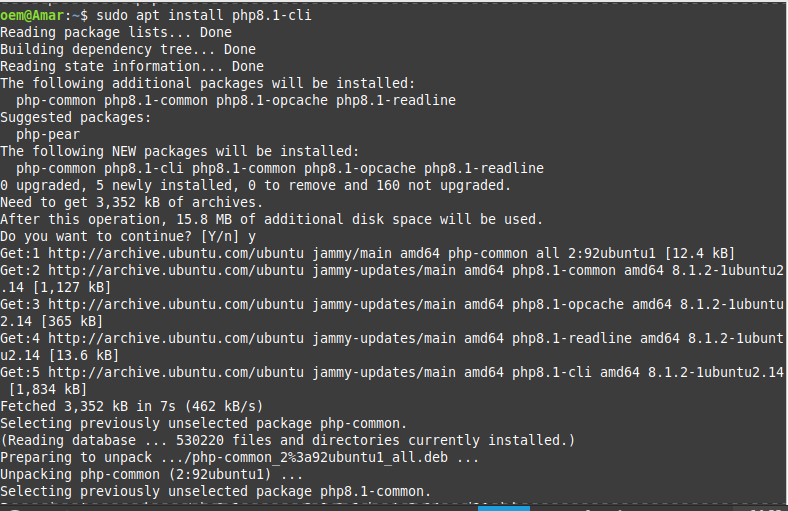 oem@Amar:~$ sudo apt install php8.1-cli
Reading package lists... Done
Building dependency tree... Done
Reading state information... Done
The following additional packages will be installed:
  php-common php8.1-common php8.1-opcache php8.1-readline
Suggested packages:
  php-pear
The following NEW packages will be installed:
  php-common php8.1-cli php8.1-common php8.1-opcache php8.1-readline
0 upgraded, 5 newly installed, 0 to remove and 160 not upgraded.
Need to get 3,352 kB of archives.
After this operation, 15.8 MB of additional disk space will be used.
Do you want to continue? [Y/n] y
Get:1 http://archive.ubuntu.com/ubuntu jammy/main amd64 php-common all 2:92ubuntu1 [12.4 kB]
Get:2 http://archive.ubuntu.com/ubuntu jammy-updates/main amd64 php8.1-common amd64 8.1.2-1ubuntu2
.14 [1,127 kB]
Get:3 http://archive.ubuntu.com/ubuntu jammy-updates/main amd64 php8.1-opcache amd64 8.1.2-1ubuntu
2.14 [365 kB]
Get:4 http://archive.ubuntu.com/ubuntu jammy-updates/main amd64 php8.1-readline amd64 8.1.2-1ubunt
u2.14 [13.6 kB]
Get:5 http://archive.ubuntu.com/ubuntu jammy-updates/main amd64 php8.1-cli amd64 8.1.2-1ubuntu2.14
 [1,834 kB]
Fetched 3,352 kB in 7s (462 kB/s)
Selecting previously unselected package php-common.
(Reading database ... 530220 files and directories currently installed.)
Preparing to unpack .../php-common_2%3a92ubuntu1_all.deb ...
Unpacking php-common (2:92ubuntu1) ...
Selecting previously unselected package php8.1-common.